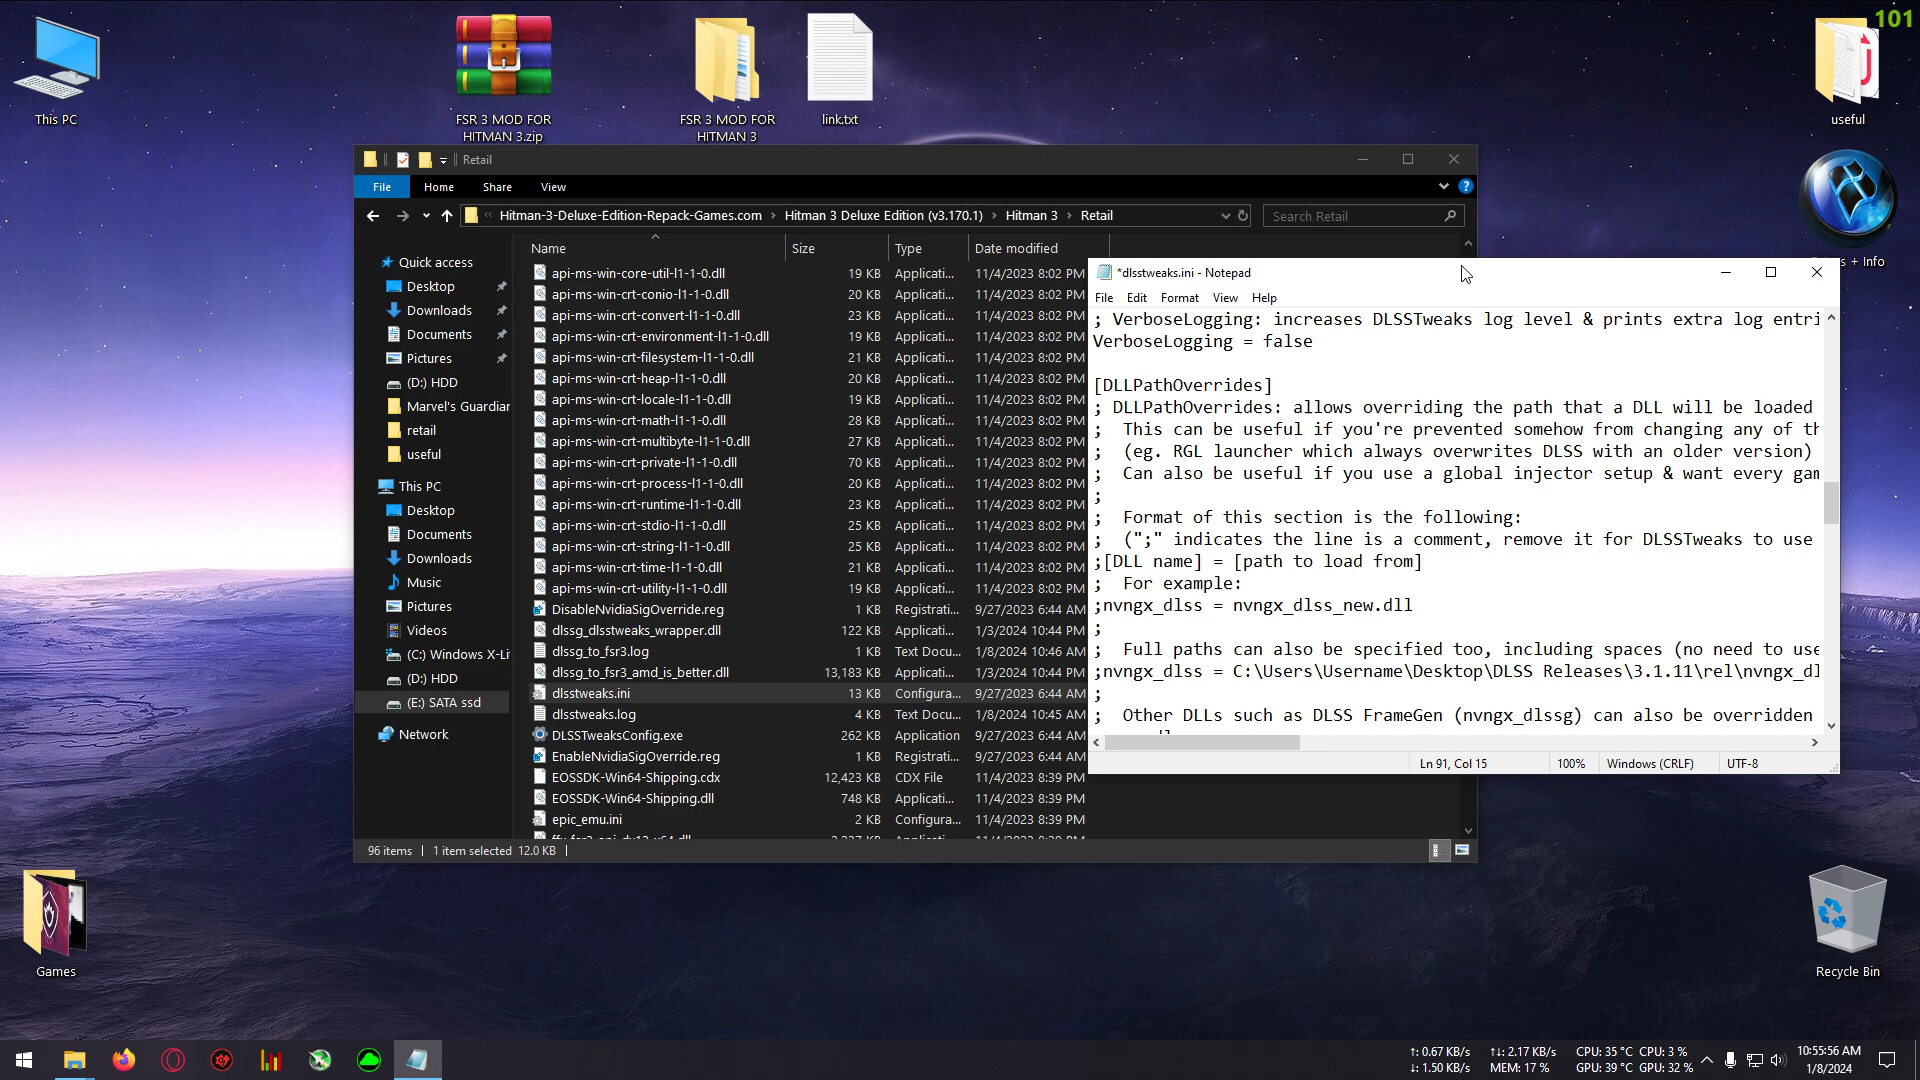 101
This PC
FSR 3 MOD FOR
HITMAN 3.zip
FSR 3 MOD FOR
HITMAN 3
link.txt
useful
s + Info
Games
Recycle Bin
Retail
File Home Share View
Hitman-3-Deluxe-Edition-Repack-Games.com > Hitman 3 Deluxe Edition (v3.170.1) > Hitman 3 > Retail
Search Retail
Quick access
Desktop
Downloads
Documents
Pictures
(D:) HDD
Marvel's Guardian
retail
useful
This PC
Desktop
Documents
Downloads
Music
Pictures
Videos
(C:) Windows X-Li
(D:) HDD
(E:) SATA ssd
Network
Name Size Type Date modified
api-ms-win-core-util-l1-1-0.dll 19 KB Applicati... 11/4/2023 8:02 PM
api-ms-win-crt-conio-l1-1-0.dll 20 KB Applicati... 11/4/2023 8:02 PM
api-ms-win-crt-convert-l1-1-0.dll 23 KB Applicati... 11/4/2023 8:02 PM
api-ms-win-crt-environment-l1-1-0.dll 19 KB Applicati... 11/4/2023 8:02 PM
api-ms-win-crt-filesystem-l1-1-0.dll 21 KB Applicati... 11/4/2023 8:02 PM
api-ms-win-crt-heap-l1-1-0.dll 20 KB Applicati... 11/4/2023 8:02 PM
api-ms-win-crt-locale-l1-1-0.dll 19 KB Applicati... 11/4/2023 8:02 PM
api-ms-win-crt-math-l1-1-0.dll 28 KB Applicati... 11/4/2023 8:02 PM
api-ms-win-crt-multibyte-l1-1-0.dll 27 KB Applicati... 11/4/2023 8:02 PM
api-ms-win-crt-private-l1-1-0.dll 70 KB Applicati... 11/4/2023 8:02 PM
api-ms-win-crt-process-l1-1-0.dll 20 KB Applicati... 11/4/2023 8:02 PM
api-ms-win-crt-runtime-l1-1-0.dll 23 KB Applicati... 11/4/2023 8:02 PM
api-ms-win-crt-stdio-l1-1-0.dll 25 KB Applicati... 11/4/2023 8:02 PM
api-ms-win-crt-string-l1-1-0.dll 25 KB Applicati... 11/4/2023 8:02 PM
api-ms-win-crt-time-l1-1-0.dll 21 KB Applicati... 11/4/2023 8:02 PM
api-ms-win-crt-utility-l1-1-0.dll 19 KB Applicati... 11/4/2023 8:02 PM
DisableNvidiaSigOverride.reg 1 KB Registrati... 9/27/2023 6:44 AM
dlssg_dlsstweaks_wrapper.dll 122 KB Applicati... 1/3/2024 10:44 PM
dlssg_to_fsr3.log 1 KB Text Docu... 1/8/2024 10:46 AM
dlssg_to_fsr3_amd_is_better.dll 13,183 KB Applicati... 1/3/2024 10:44 PM
dlsstweaks.ini 13 KB Configura... 9/27/2023 6:44 AM
dlsstweaks.log 4 KB Text Docu... 1/8/2024 10:45 AM
DLSSTweaksConfig.exe 262 KB Application 9/27/2023 6:44 AM
EnableNvidiaSigOverride.reg 1 KB Registrati... 9/27/2023 6:44 AM
EOSSDK-Win64-Shipping.cdx 12,423 KB CDX File 11/4/2023 8:39 PM
EOSSDK-Win64-Shipping.dll 748 KB Applicati... 11/4/2023 8:39 PM
epic_emu.ini 2 KB Configura... 11/4/2023 8:39 PM
96 items 1 item selected 12.0 KB
*dlsstweaks.ini - Notepad
File Edit Format View Help
; VerboseLogging: increases DLSSTweaks log level & prints extra log entri
VerboseLogging = false
[DLLPathOverrides]
; DLLPathOverrides: allows overriding the path that a DLL will be loaded
;  This can be useful if you're prevented somehow from changing any of th
;  (eg. RGL launcher which always overwrites DLSS with an older version)
;  Can also be useful if you use a global injector setup & want every gam
;
;  Format of this section is the following:
;  (";" indicates the line is a comment, remove it for DLSSTweaks to use
;[DLL name] = [path to load from]
;  For example:
;nvngx_dlss = nvngx_dlss_new.dll
;
;  Full paths can also be specified too, including spaces (no need to use
;nvngx_dlss = C:\Users\Username\Desktop\DLSS Releases\3.1.11\rel\nvngx_dl
;
;  Other DLLs such as DLSS FrameGen (nvngx_dlssg) can also be overridden
Ln 91, Col 15 100% Windows (CRLF) UTF-8
↑: 0.67 KB/s ↑↓: 2.17 KB/s CPU: 35 °C CPU: 3 %
↓: 1.50 KB/s MEM: 17 % GPU: 39 °C GPU: 32 %
10:55:56 AM
1/8/2024